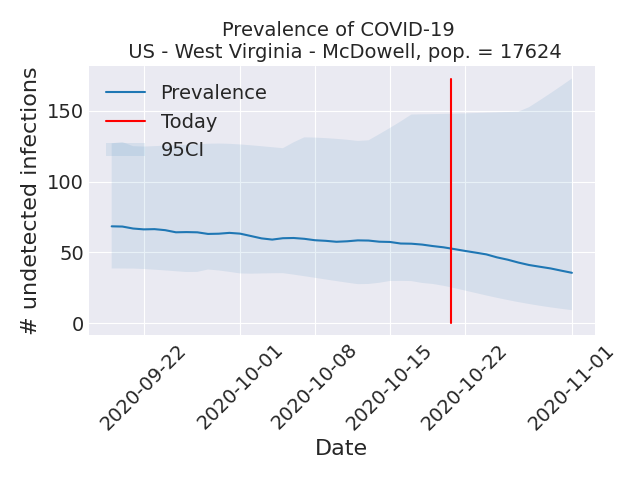 Prevalence of COVID-19
US - West Virginia - McDowell, pop. = 17624
# undetected infections
150
100
50
0
Prevalence
Today
95CI
2020-09-22
2020-10-01
2020-10-08
2020-10-15
2020-10-22
2020-11-01
Date